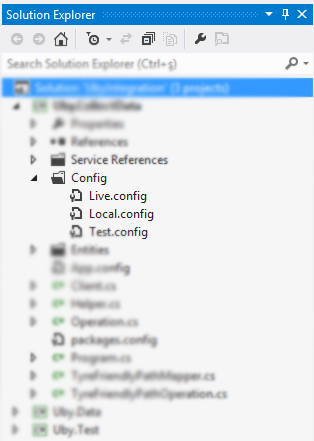 Solution Explorer
Search Solution Explorer (Ctrl+ş)
Solution 'UbyIntegration' (3 projects)
Uby.CollectData
Properties
References
Service References
Config
Live.config
Local.config
Test.config
Entities
App.config
Client.cs
Helper.cs
Operation.cs
packages.config
Program.cs
TyreFriendlyPathMapper.cs
TyreFriendlyPathOperation.cs
Uby.Data
Uby.Test